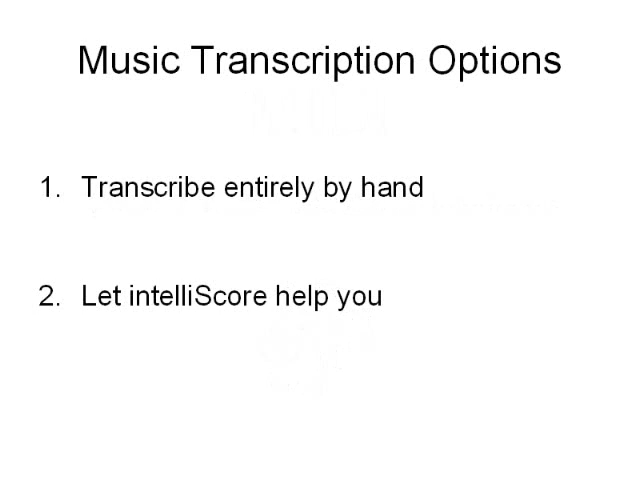 Music Transcription Options
1. Transcribe entirely by hand
2. Let intelliScore help you